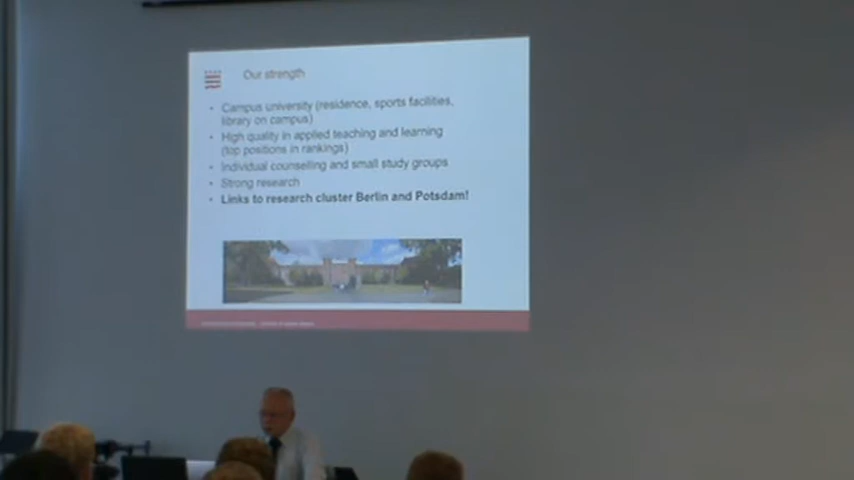 Our strength
• Campus university (residence, sports facilities,
library on campus)
• High quality in applied teaching and learning
(top positions in rankings)
• Individual counselling and small study groups
• Strong research
• Links to research cluster Berlin and Potsdam!